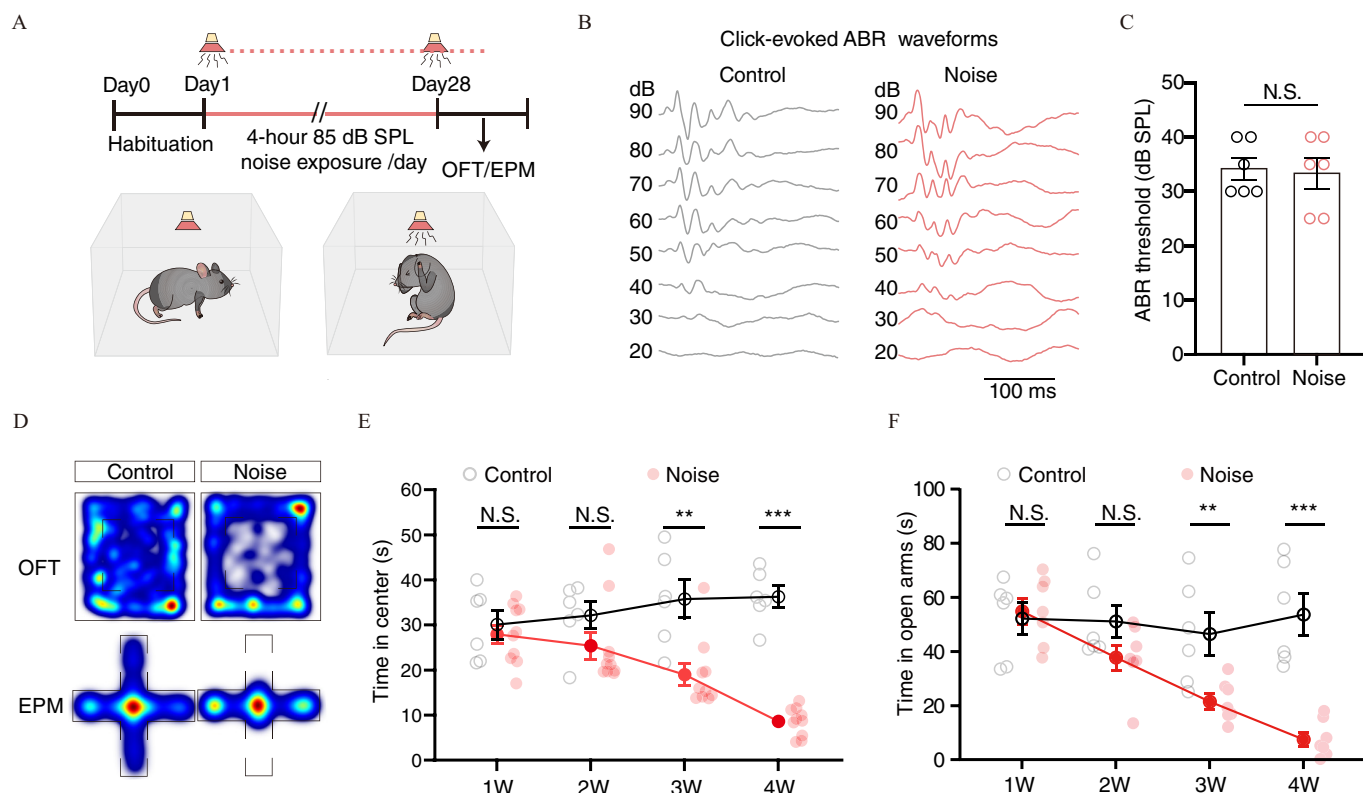 A
Day0
Day1
Day28
Habituation
4-hour 85 dB SPL
noise exposure /day
OFT/EPM
B
Click-evoked ABR waveforms
Control
Noise
dB
90
80
70
60
50
40
30
20
dB
90
80
70
60
50
40
30
20
100 ms
C
ABR threshold (dB SPL)
50
40
30
20
10
0
N.S.
Control
Noise
D
Control
Noise
OFT
EPM
E
Control
Noise
Time in center (s)
60
50
40
30
20
10
0
N.S.
N.S.
**
***
1W
2W
3W
4W
F
Control
Noise
Time in open arms (s)
100
80
60
40
20
0
N.S.
N.S.
**
***
1W
2W
3W
4W